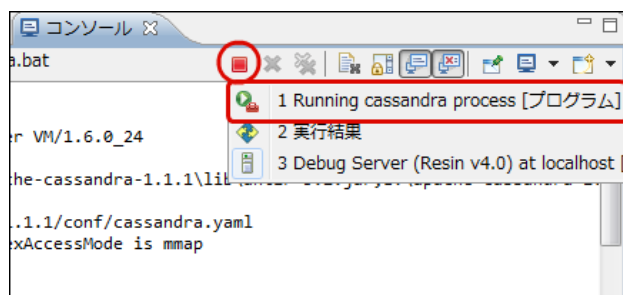 コンソール
a.bat
1 Running cassandra process [プログラム]
2 実行結果
3 Debug Server (Resin v4.0) at localhost [
er VM/1.6.0_24
che-cassandra-1.1.1\lib
.1.1/conf/cassandra.yaml
exAccessMode is mmap